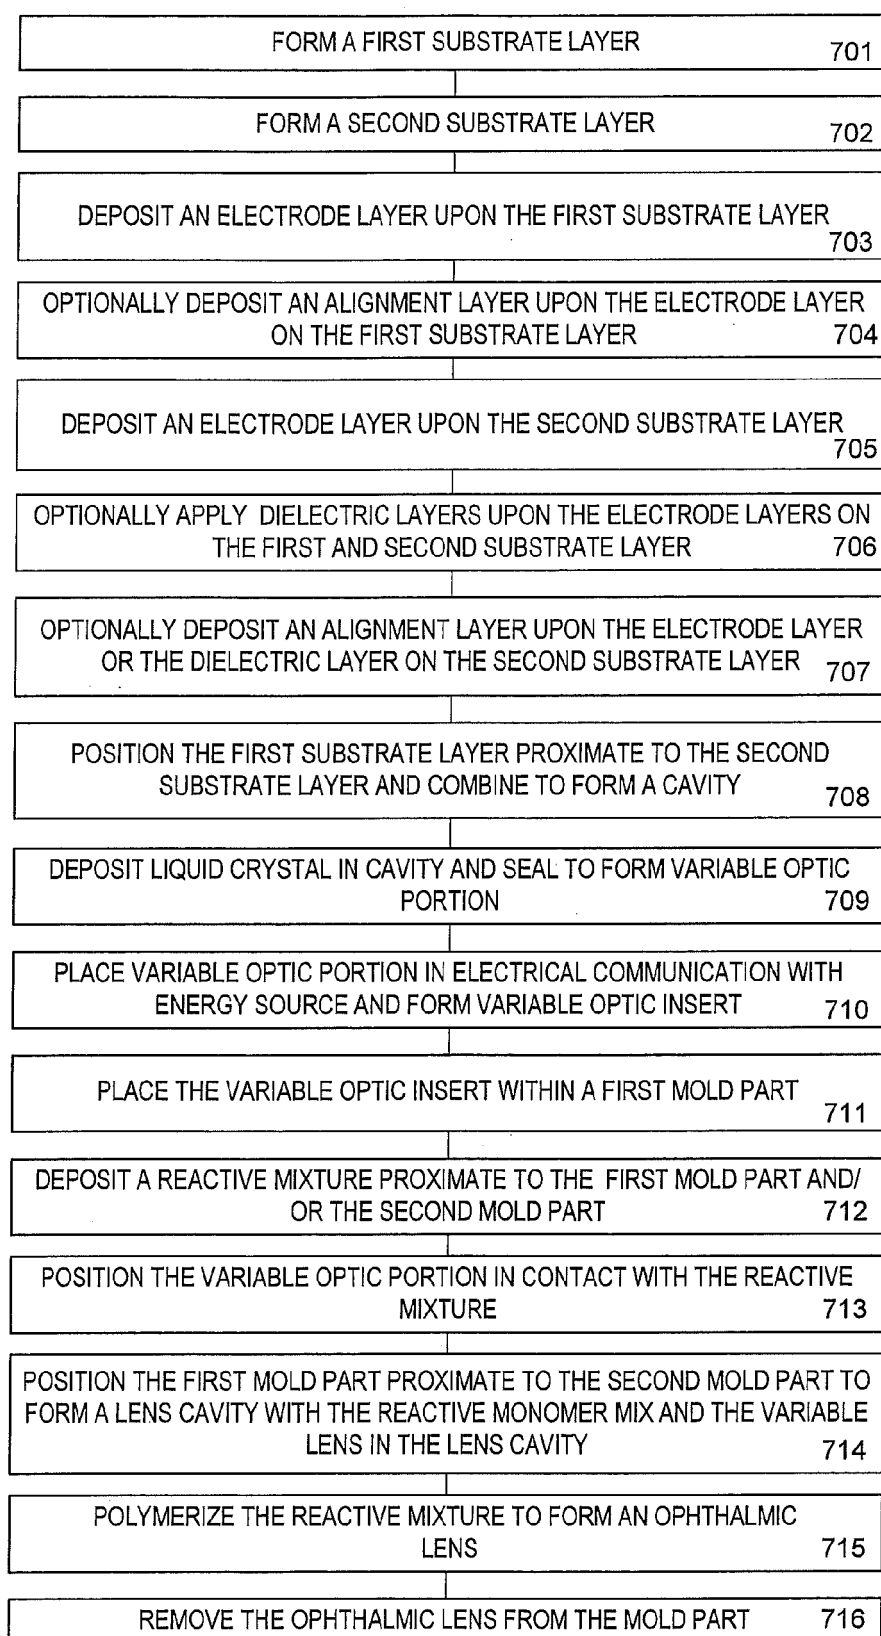 FORM A FIRST SUBSTRATE LAYER
701
FORM A SECOND SUBSTRATE LAYER
702
DEPOSIT AN ELECTRODE LAYER UPON THE FIRST SUBSTRATE LAYER
703
OPTIONALLY DEPOSIT AN ALIGNMENT LAYER UPON THE ELECTRODE LAYER
ON THE FIRST SUBSTRATE LAYER 704
DEPOSIT AN ELECTRODE LAYER UPON THE SECOND SUBSTRATE LAYER
705
OPTIONALLY APPLY DIELECTRIC LAYERS UPON THE ELECTRODE LAYERS ON
THE FIRST AND SECOND SUBSTRATE LAYER 706
OPTIONALLY DEPOSIT AN ALIGNMENT LAYER UPON THE ELECTRODE LAYER
OR THE DIELECTRIC LAYER ON THE SECOND SUBSTRATE LAYER 707
POSITION THE FIRST SUBSTRATE LAYER PROXIMATE TO THE SECOND
SUBSTRATE LAYER AND COMBINE TO FORM A CAVITY 708
DEPOSIT LIQUID CRYSTAL IN CAVITY AND SEAL TO FORM VARIABLE OPTIC
PORTION 709
PLACE VARIABLE OPTIC PORTION IN ELECTRICAL COMMUNICATION WITH
ENERGY SOURCE AND FORM VARIABLE OPTIC INSERT 710
PLACE THE VARIABLE OPTIC INSERT WITHIN A FIRST MOLD PART
711
DEPOSIT A REACTIVE MIXTURE PROXIMATE TO THE FIRST MOLD PART AND/
OR THE SECOND MOLD PART 712
POSITION THE VARIABLE OPTIC PORTION IN CONTACT WITH THE REACTIVE
MIXTURE 713
POSITION THE FIRST MOLD PART PROXIMATE TO THE SECOND MOLD PART TO
FORM A LENS CAVITY WITH THE REACTIVE MONOMER MIX AND THE VARIABLE
LENS IN THE LENS CAVITY 714
POLYMERIZE THE REACTIVE MIXTURE TO FORM AN OPHTHALMIC
LENS 715
REMOVE THE OPHTHALMIC LENS FROM THE MOLD PART 716